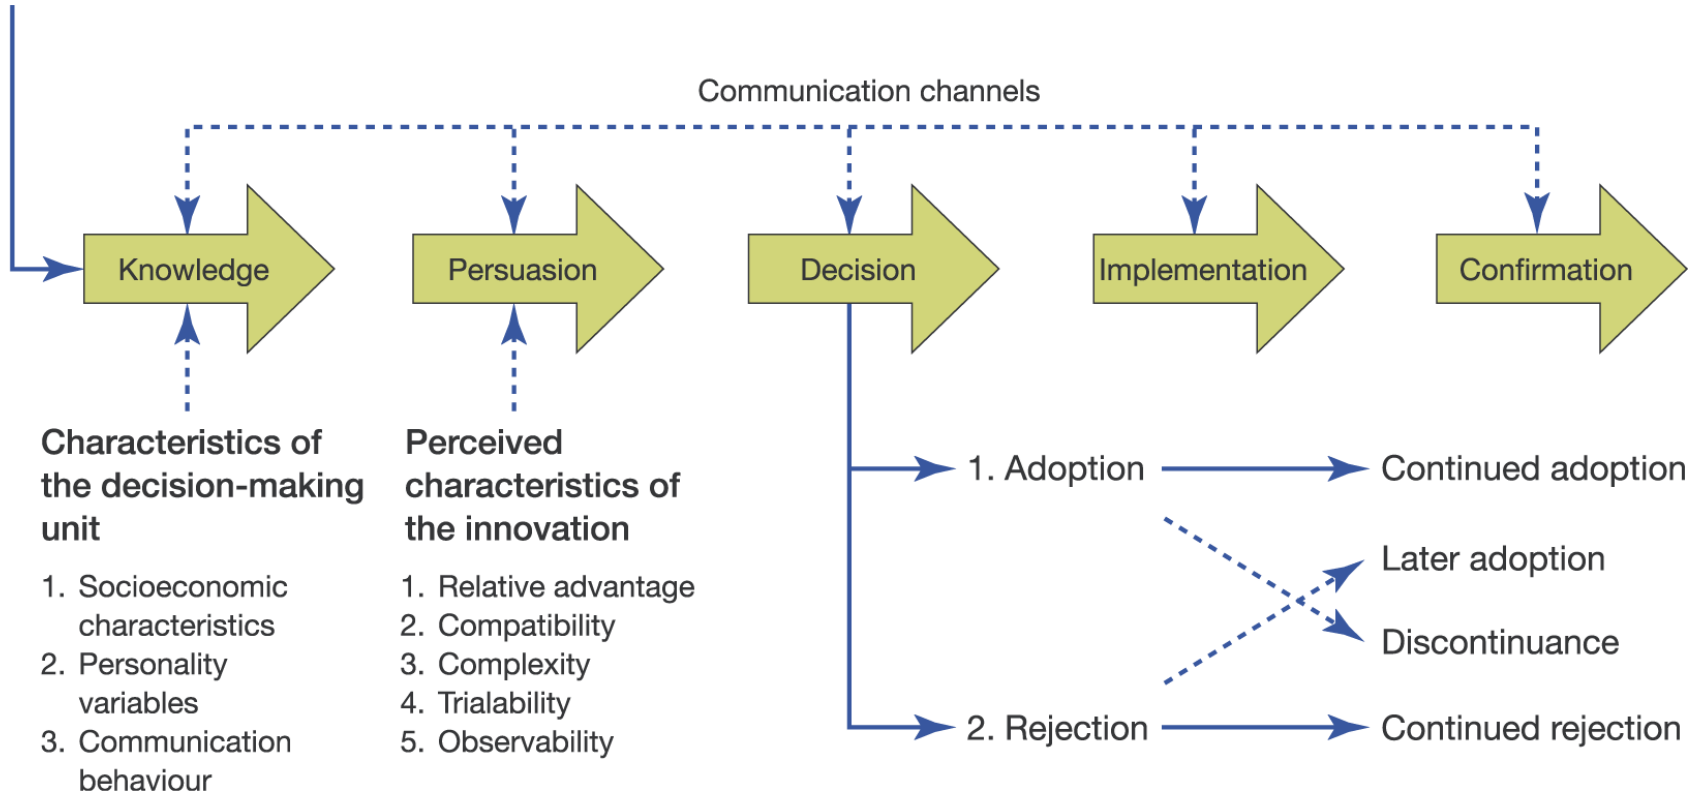 Communication channels
Knowledge
Persuasion
Decision
Implementation
Confirmation
Characteristics of
the decision-making
unit
1. Socioeconomic
characteristics
2. Personality
variables
3. Communication
behaviour
Perceived
characteristics of
the innovation
1. Relative advantage
2. Compatibility
3. Complexity
4. Trialability
5. Observability
1. Adoption
2. Rejection
Continued adoption
Later adoption
Discontinuance
Continued rejection